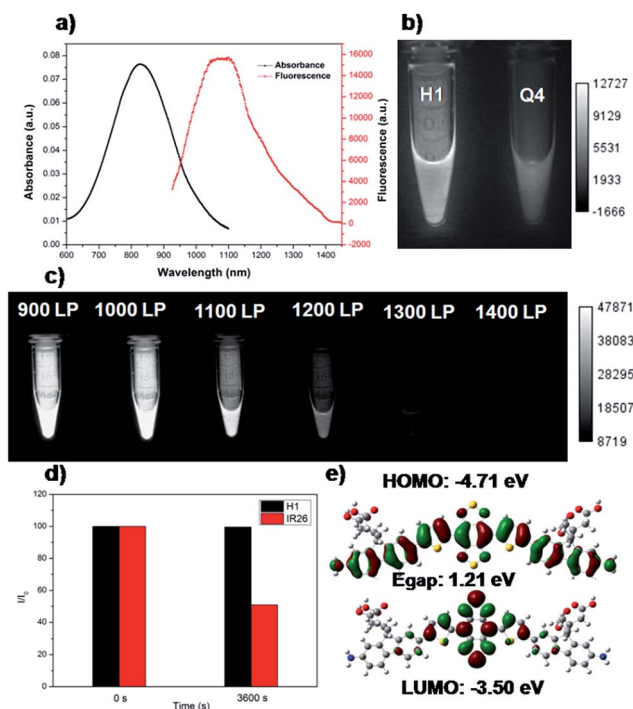 a)
0.08
0.07
0.06
0.05
0.04
0.03
0.02
0.01
0.00
Absorbance (a.u.)
Absorbance
Fluorescence
16000
14000
12000
10000
8000
6000
4000
2000
0
-2000
Fluorescence (a.u.)
600 700 800 900 1000 1100 1200 1300 1400
Wavelength (nm)
b)
H1
Q4
12727
9129
5531
1933
-1666
c)
900 LP 1000 LP 1100 LP 1200 LP 1300 LP 1400 LP
47871
38083
28295
18507
8719
d)
120
100
80
60
40
20
0
I/I0
H1
IR26
0 s 3600 s
Time (s)
e)
HOMO: -4.71 eV
Egap: 1.21 eV
LUMO: -3.50 eV